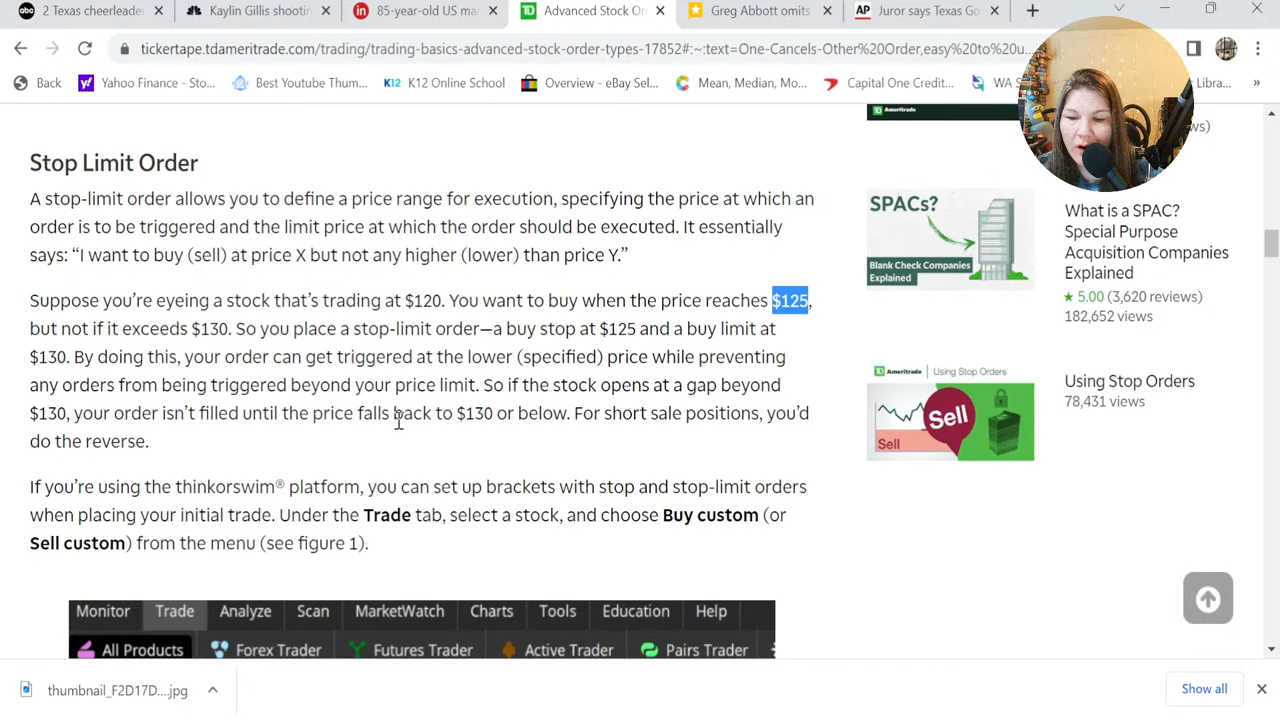 2 Texas cheerleade
Kaylin Gillis shootin
85-year-old US ma
Advanced Stock Or
Greg Abbott omits
Juror says Texas Go
tickertape.tdameritrade.com/trading/trading-basics-advanced-stock-order-types-17852#:~:text=One-Cancels-Other%20Order,easy%20to%20u...
Back
Yahoo Finance - Sto...
Best Youtube Thum...
K12 K12 Online School
Overview - eBay Sel...
Mean, Median, Mo...
Capital One Credit...
WA S
Libra...
Ameritrade
ws)
Stop Limit Order
A stop-limit order allows you to define a price range for execution, specifying the price at which an
order is to be triggered and the limit price at which the order should be executed. It essentially
says: “I want to buy (sell) at price X but not any higher (lower) than price Y.”
Suppose you’re eyeing a stock that’s trading at $120. You want to buy when the price reaches $125,
but not if it exceeds $130. So you place a stop-limit order—a buy stop at $125 and a buy limit at
$130. By doing this, your order can get triggered at the lower (specified) price while preventing
any orders from being triggered beyond your price limit. So if the stock opens at a gap beyond
$130, your order isn’t filled until the price falls back to $130 or below. For short sale positions, you’d
do the reverse.
If you’re using the thinkorswim® platform, you can set up brackets with stop and stop-limit orders
when placing your initial trade. Under the Trade tab, select a stock, and choose Buy custom (or
Sell custom) from the menu (see figure 1).
Monitor Trade Analyze Scan MarketWatch Charts Tools Education Help
All Products Forex Trader Futures Trader Active Trader Pairs Trader
SPACs?
Blank Check Companies
Explained
What is a SPAC?
Special Purpose
Acquisition Companies
Explained
★ 5.00 (3,620 reviews)
182,652 views
Ameritrade | Using Stop Orders
Sell
Sell
Using Stop Orders
78,431 views
thumbnail_F2D17D....jpg
Show all